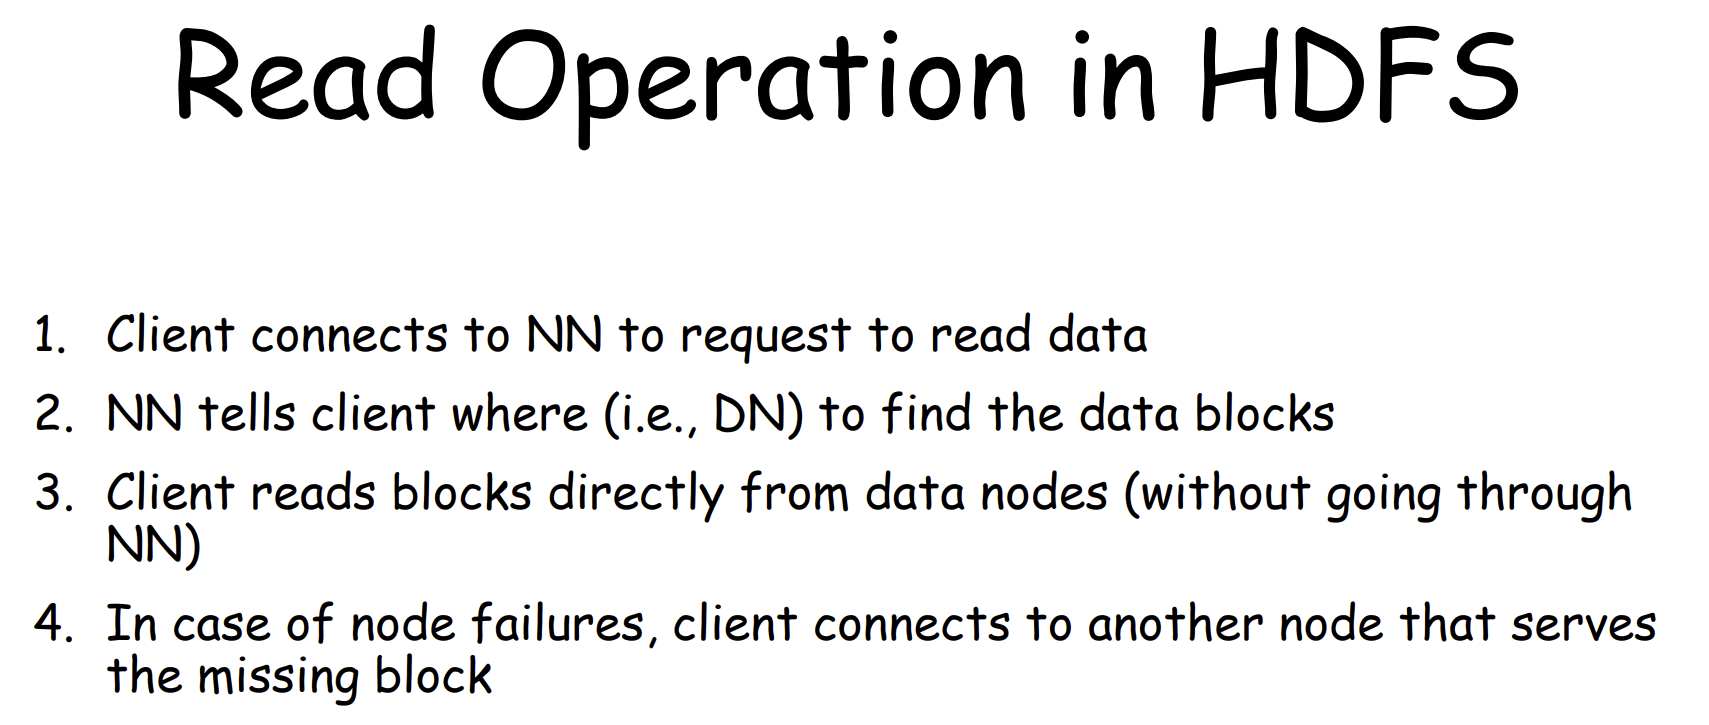 Read Operation in HDFS
1. Client connects to NN to request to read data
2. NN tells client where (i.e., DN) to find the data blocks
3. Client reads blocks directly from data nodes (without going through
NN)
4. In case of node failures, client connects to another node that serves
the missing block